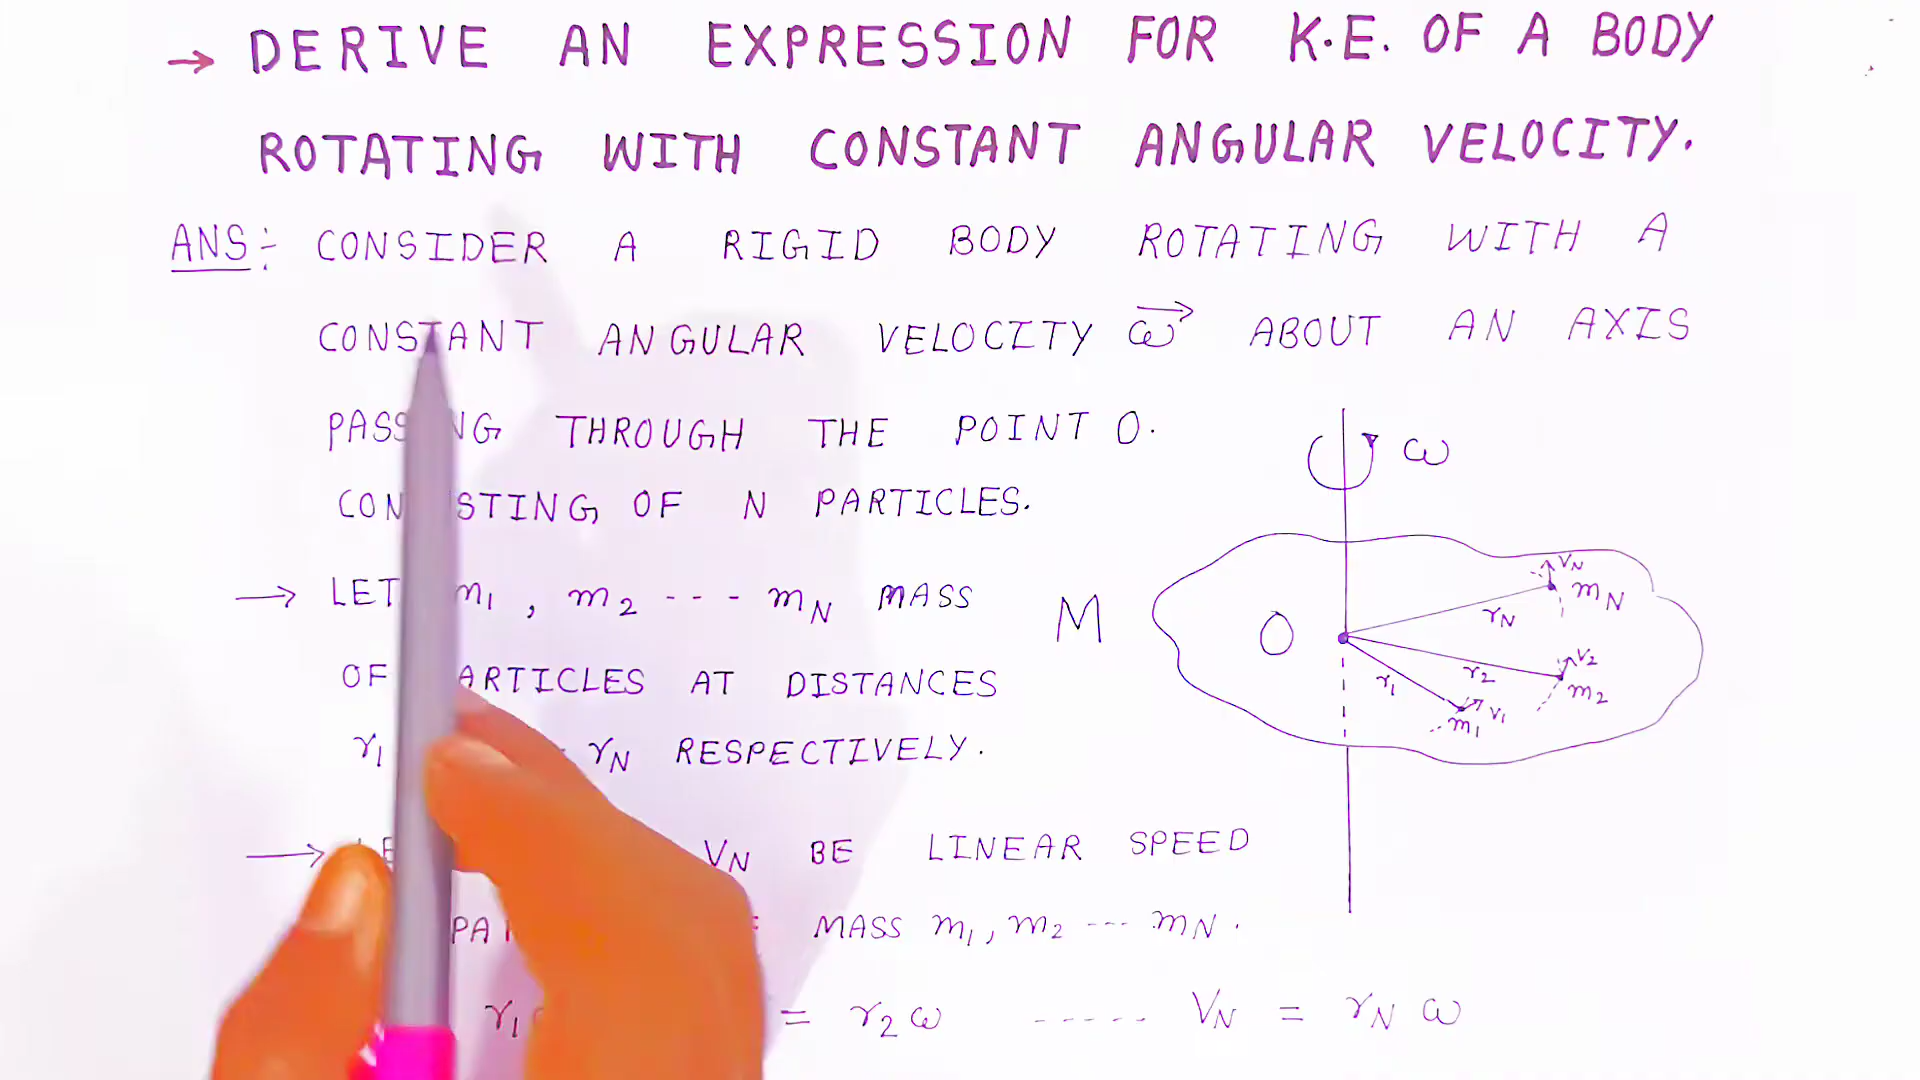 → DERIVE AN EXPRESSION FOR K.E. OF A BODY
ROTATING WITH CONSTANT ANGULAR VELOCITY.
ANS:- CONSIDER A RIGID BODY ROTATING WITH A
CONSTANT ANGULAR VELOCITY ω⃗ ABOUT AN AXIS
PASS NG THROUGH THE POINT O.
CON STING OF N PARTICLES.
→ LET m₁, m₂ --- m_N MASS
OF ARTICLES AT DISTANCES
r₁ r_N RESPECTIVELY.
→ V_N BE LINEAR SPEED
PA MASS m₁, m₂ --- m_N.
r₁ = r₂ω ----- V_N = r_N ω
ω
M
O
V_N
m_N
r_N
V₂
r₂
m₂
r₁
V₁
m₁